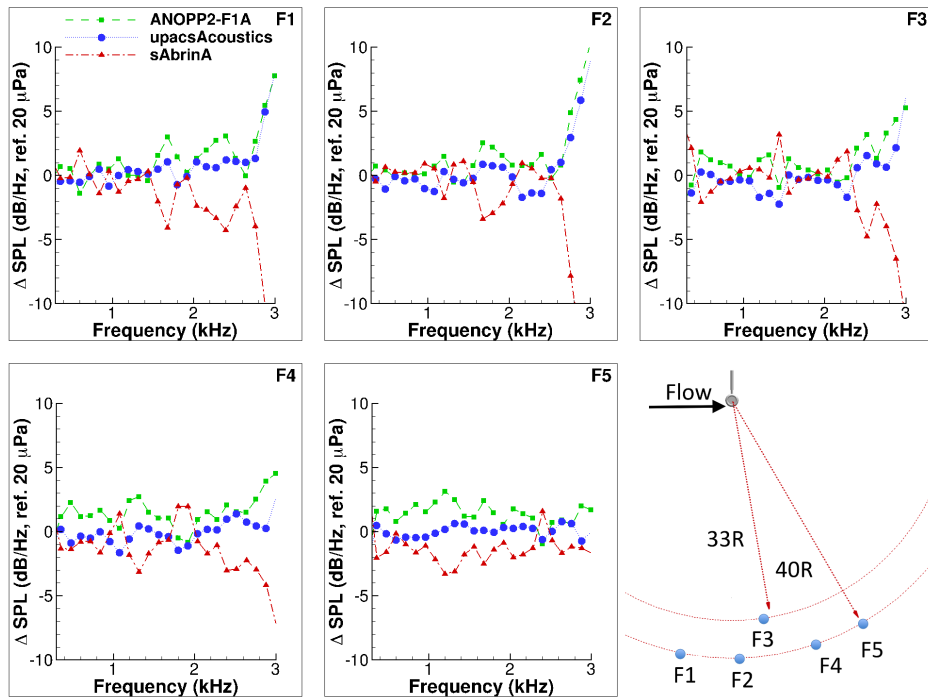 F1
ANOPP2-F1A
upacsAcoustics
sAbrinA
Δ SPL (dB/Hz, ref. 20 μPa)
10
5
0
-5
-10
1
2
3
Frequency (kHz)
F2
Δ SPL (dB/Hz, ref. 20 μPa)
10
5
0
-5
-10
1
2
3
Frequency (kHz)
F3
Δ SPL (dB/Hz, ref. 20 μPa)
10
5
0
-5
-10
1
2
3
Frequency (kHz)
F4
Δ SPL (dB/Hz, ref. 20 μPa)
10
5
0
-5
-10
1
2
3
Frequency (kHz)
F5
Δ SPL (dB/Hz, ref. 20 μPa)
10
5
0
-5
-10
1
2
3
Frequency (kHz)
Flow
33R
40R
F3
F1
F2
F4
F5